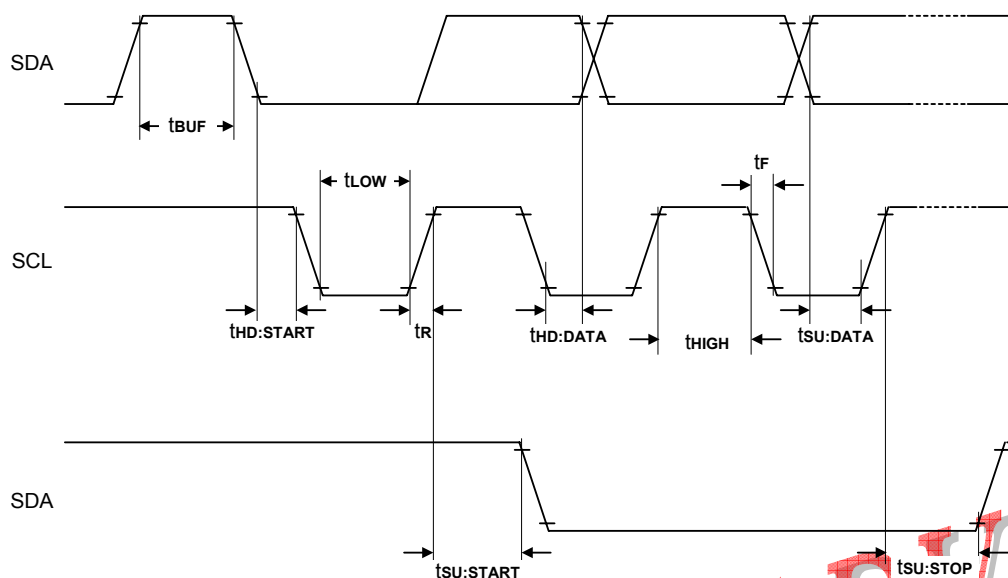 SDA
tBUF
tLOW
tF
SCL
tHD:START
tR
tHD:DATA
tHIGH
tSU:DATA
SDA
tSU:START
tSU:STOP